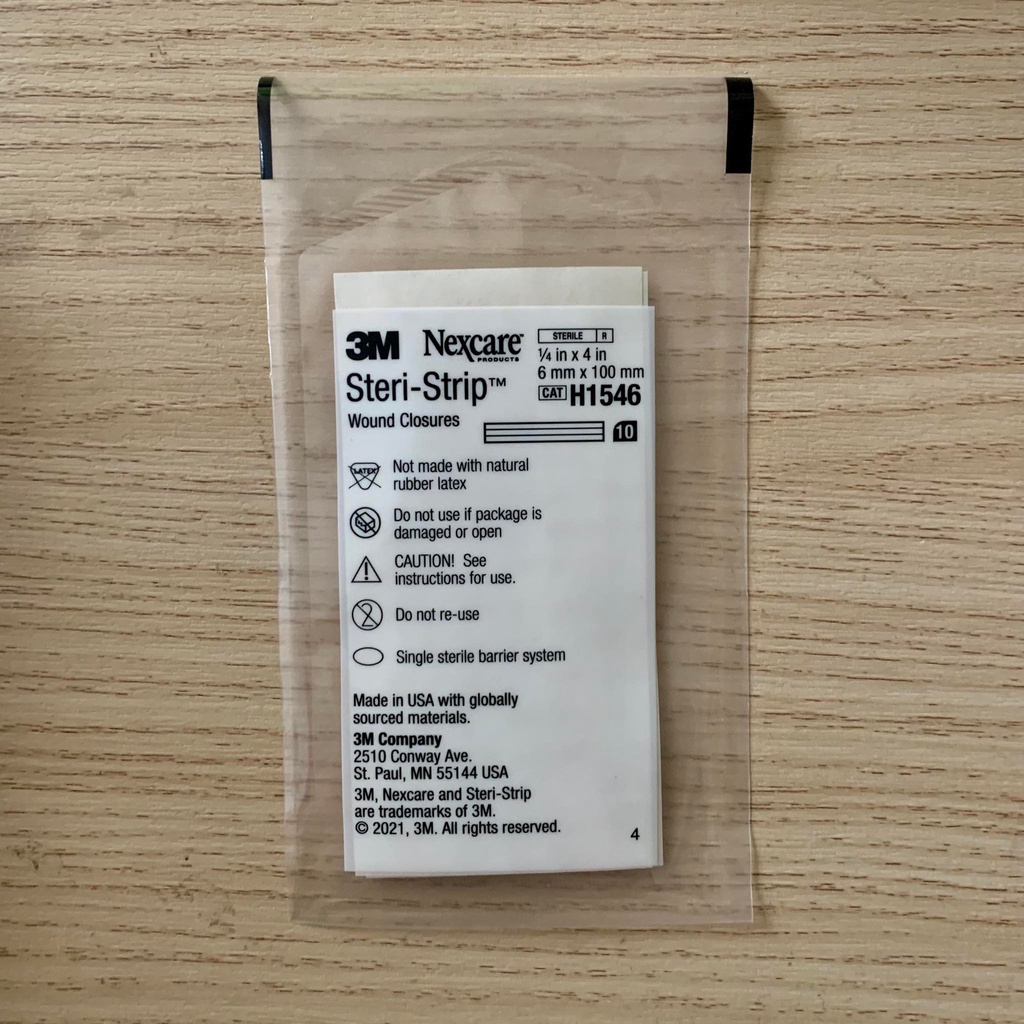 3M Nexcare™ STERILE R
PRODUCTS
¼ in x 4 in
6 mm x 100 mm
Steri-Strip™ CAT H1546
Wound Closures
10
LATEX Not made with natural
rubber latex
Do not use if package is
damaged or open
CAUTION! See
instructions for use.
2 Do not re-use
Single sterile barrier system
Made in USA with globally
sourced materials.
3M Company
2510 Conway Ave.
St. Paul, MN 55144 USA
3M, Nexcare and Steri-Strip
are trademarks of 3M.
© 2021, 3M. All rights reserved.
4